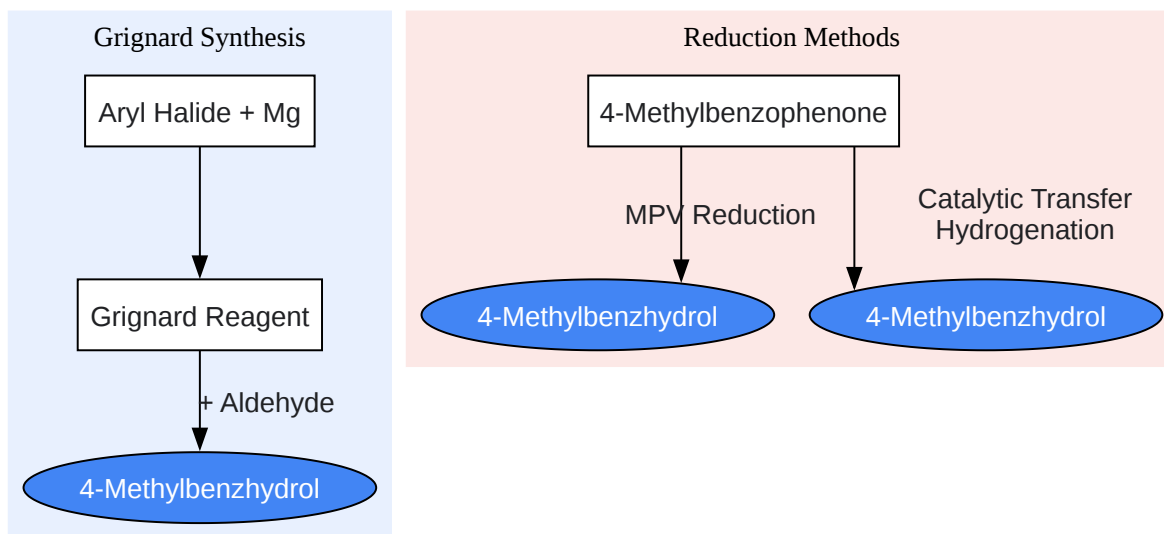 Grignard Synthesis
Aryl Halide + Mg
Grignard Reagent
+ Aldehyde
4-Methylbenzhydrol
Reduction Methods
4-Methylbenzophenone
MPV Reduction
Catalytic Transfer
Hydrogenation
4-Methylbenzhydrol
4-Methylbenzhydrol